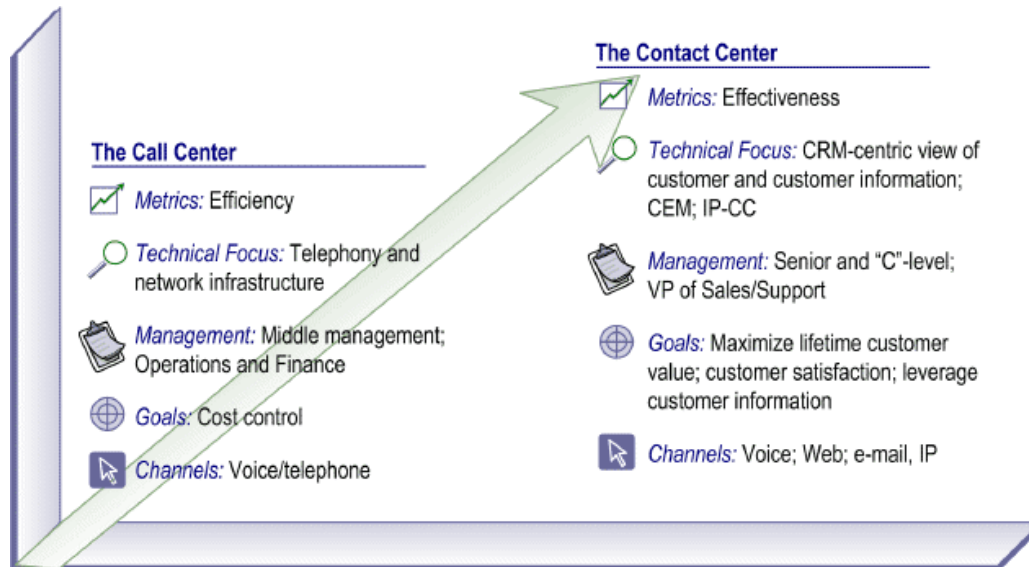 The Call Center
Metrics: Efficiency
Technical Focus: Telephony and
network infrastructure
Management: Middle management;
Operations and Finance
Goals: Cost control
Channels: Voice/telephone
The Contact Center
Metrics: Effectiveness
Technical Focus: CRM-centric view of
customer and customer information;
CEM; IP-CC
Management: Senior and “C”-level;
VP of Sales/Support
Goals: Maximize lifetime customer
value; customer satisfaction; leverage
customer information
Channels: Voice; Web; e-mail, IP